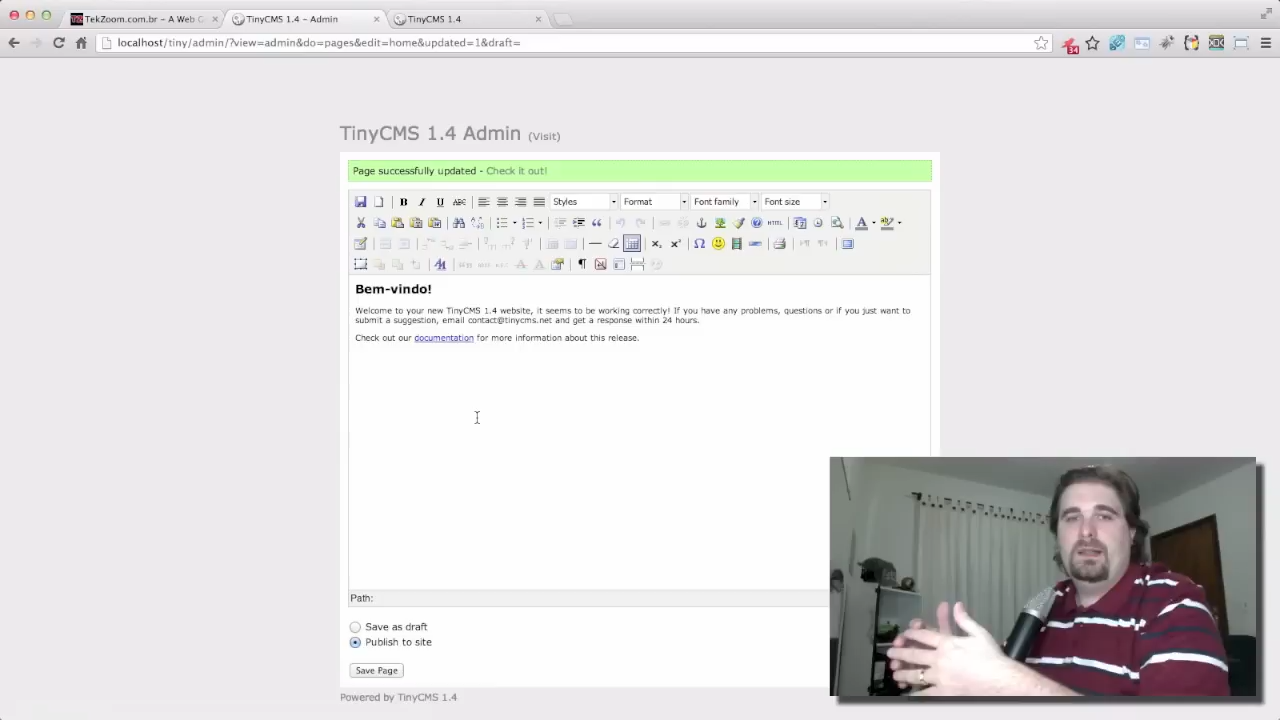 TekZoom.com.br – A Web G
TinyCMS 1.4 – Admin
TinyCMS 1.4
localhost/tiny/admin/?view=admin&do=pages&edit=home&updated=1&draft=
34
TinyCMS 1.4 Admin (Visit)
Page successfully updated - Check it out!
B I U ABC Styles Format Font family Font size
HTML
Bem-vindo!
Welcome to your new TinyCMS 1.4 website, it seems to be working correctly! If you have any problems, questions or if you just want to
submit a suggestion, email contact@tinycms.net and get a response within 24 hours.
Check out our documentation for more information about this release.
Path:
Save as draft
Publish to site
Save Page
Powered by TinyCMS 1.4